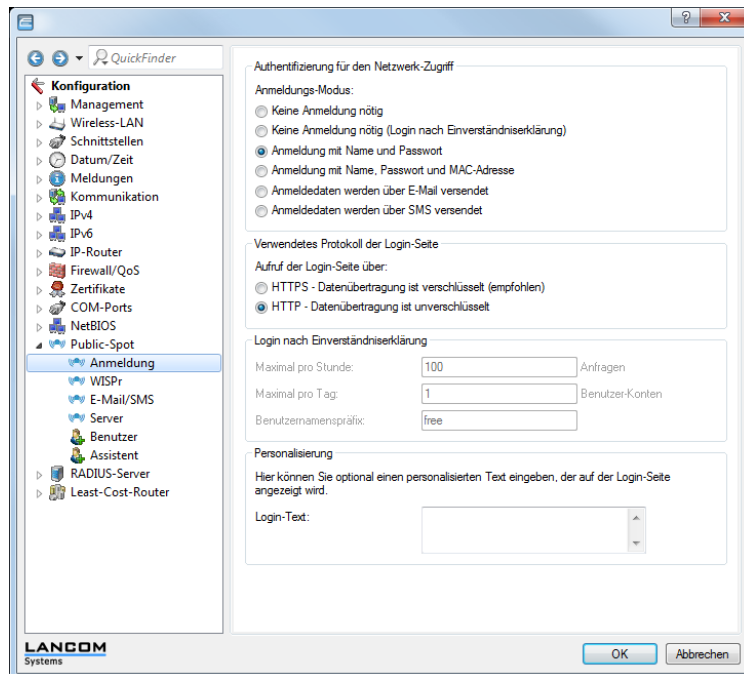 QuickFinder
Konfiguration
Management
Wireless-LAN
Schnittstellen
Datum/Zeit
Meldungen
Kommunikation
IPv4
IPv6
IP-Router
Firewall/QoS
Zertifikate
COM-Ports
NetBIOS
Public-Spot
Anmeldung
WISPr
E-Mail/SMS
Server
Benutzer
Assistent
RADIUS-Server
Least-Cost-Router
Authentifizierung für den Netzwerk-Zugriff
Anmeldungs-Modus:
Keine Anmeldung nötig
Keine Anmeldung nötig (Login nach Einverständniserklärung)
Anmeldung mit Name und Passwort
Anmeldung mit Name, Passwort und MAC-Adresse
Anmeldedaten werden über E-Mail versendet
Anmeldedaten werden über SMS versendet
Verwendetes Protokoll der Login-Seite
Aufruf der Login-Seite über:
HTTPS - Datenübertragung ist verschlüsselt (empfohlen)
HTTP - Datenübertragung ist unverschlüsselt
Login nach Einverständniserklärung
Maximal pro Stunde: 100 Anfragen
Maximal pro Tag: 1 Benutzer-Konten
Benutzernamenspräfix: free
Personalisierung
Hier können Sie optional einen personalisierten Text eingeben, der auf der Login-Seite
angezeigt wird.
Login-Text:
LANCOM
Systems
OK Abbrechen